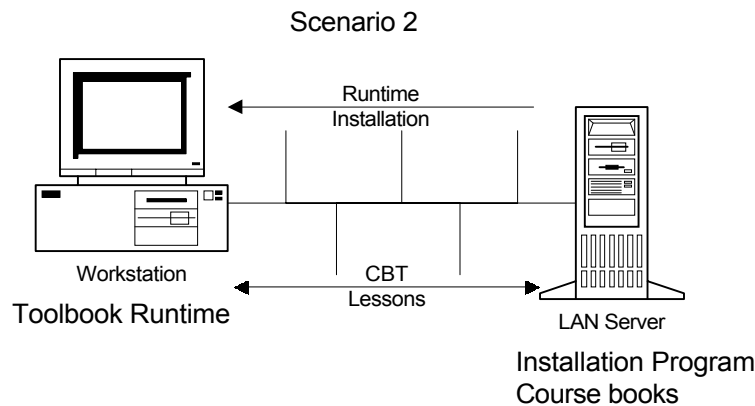 Scenario 2
Runtime
Installation
Workstation
Toolbook Runtime
CBT
Lessons
LAN Server
Installation Program
Course books